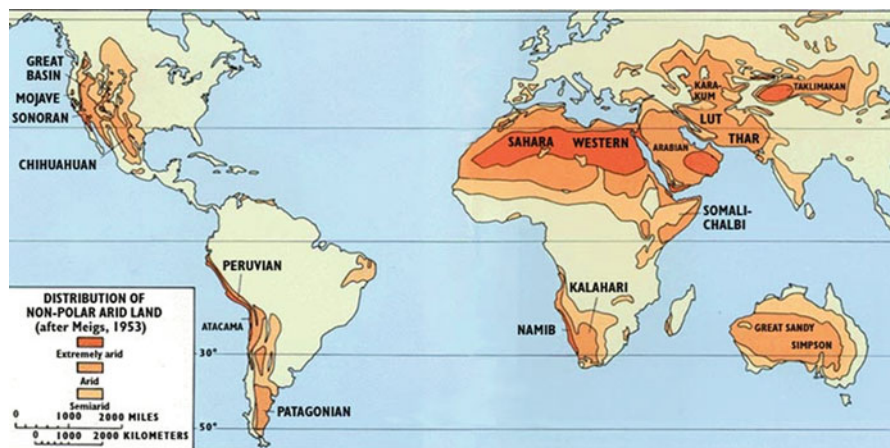 GREAT
BASIN
MOJAVE
SONORAN
CHIHUAHUAN
KARA
KUM
TAKLIMAKAN
LUT
THAR
SAHARA
WESTERN
ARABIAN
SOMALI-
CHALBI
PERUVIAN
ATACAMA
PATAGONIAN
KALAHARI
NAMIB
GREAT SANDY
SIMPSON
DISTRIBUTION OF
NON-POLAR ARID LAND
(after Meigs, 1953)
Extremely arid
Arid
Semiarid
0 1000 2000 MILES
0 1000 2000 KILOMETERS
30°
50°